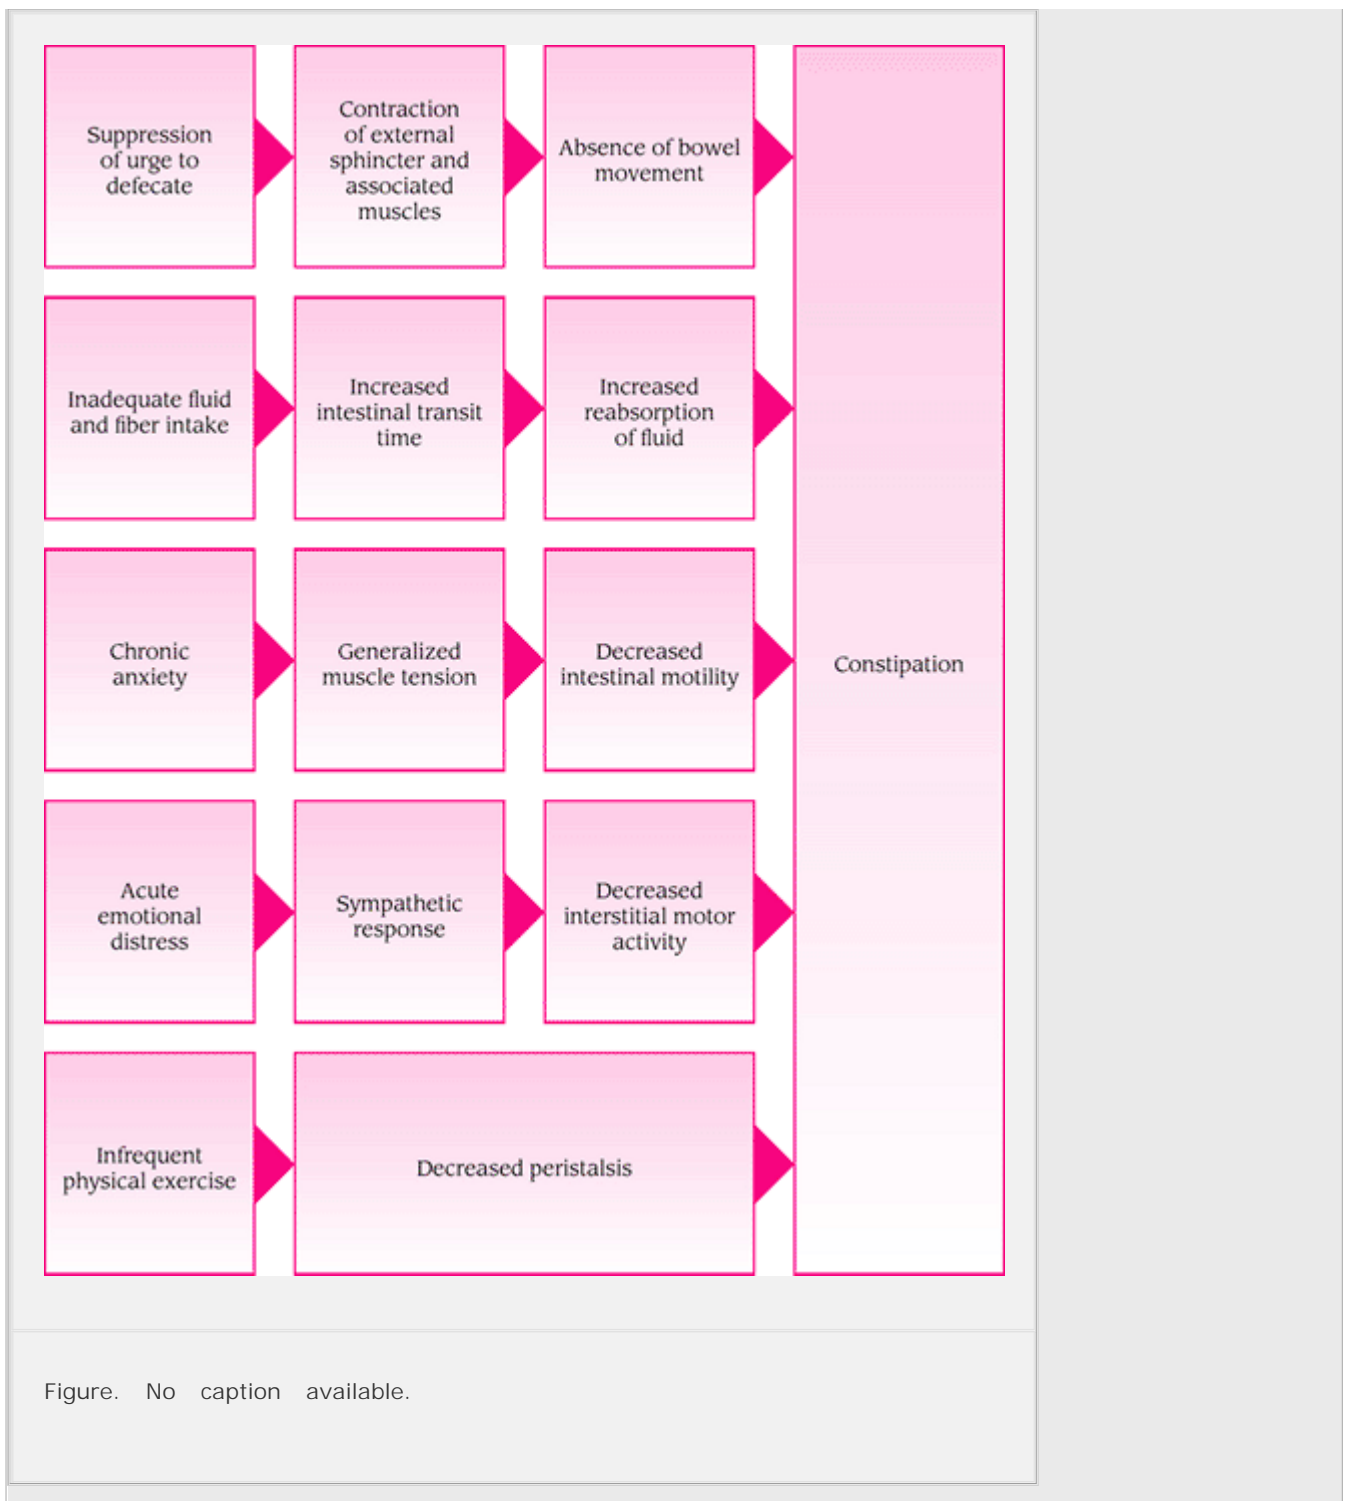 Suppression
of urge to
defecate
Contraction
of external
sphincter and
associated
muscles
Absence of bowel
movement
Inadequate fluid
and fiber intake
Increased
intestinal transit
time
Increased
reabsorption
of fluid
Chronic
anxiety
Generalized
muscle tension
Decreased
intestinal motility
Constipation
Acute
emotional
distress
Sympathetic
response
Decreased
interstitial motor
activity
Infrequent
physical exercise
Decreased peristalsis
Figure. No caption available.